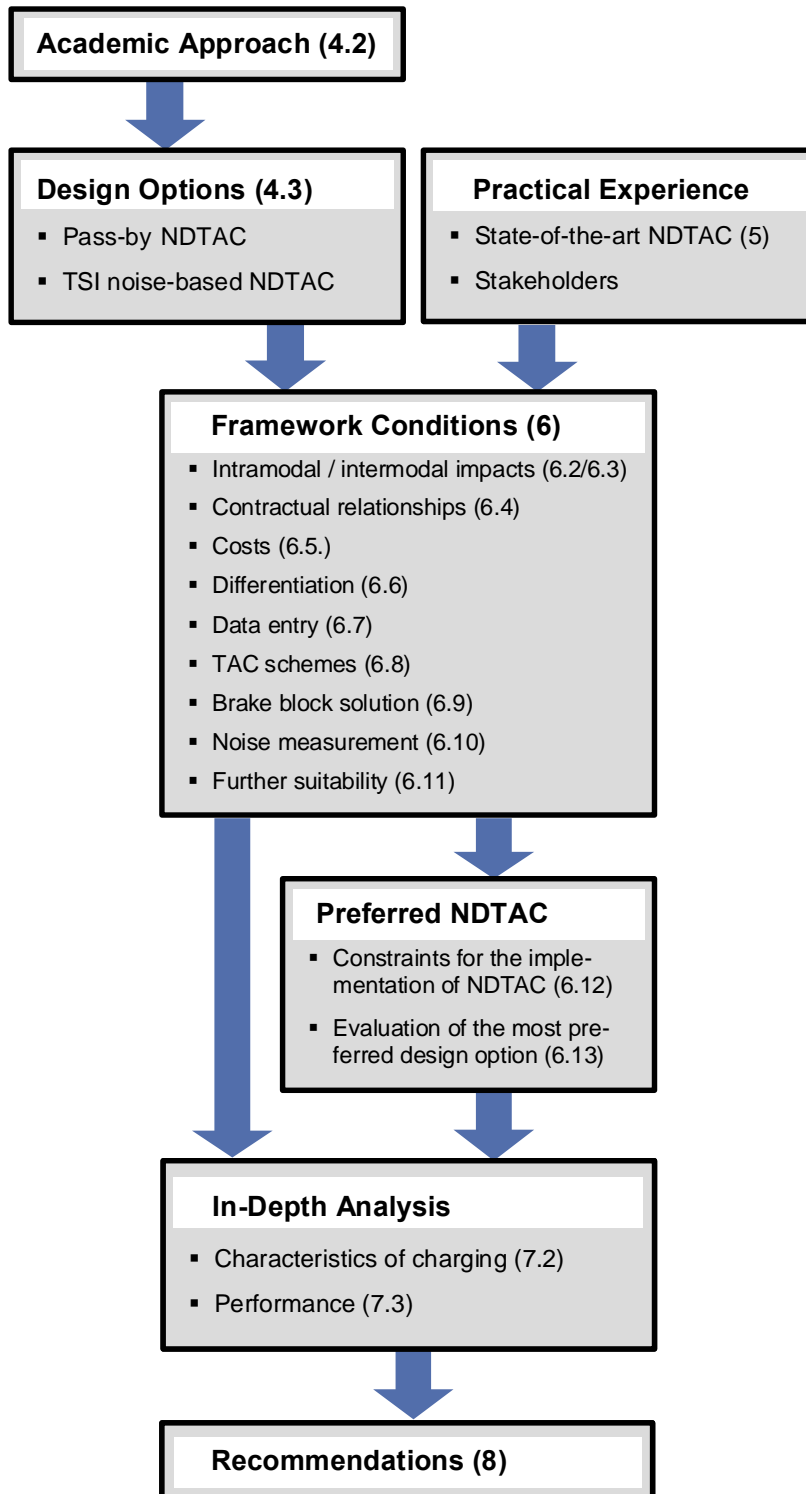 Academic Approach (4.2)
Design Options (4.3)
▪ Pass-by NDTAC
▪ TSI noise-based NDTAC
Practical Experience
▪ State-of-the-art NDTAC (5)
▪ Stakeholders
Framework Conditions (6)
▪ Intramodal / intermodal impacts (6.2/6.3)
▪ Contractual relationships (6.4)
▪ Costs (6.5.)
▪ Differentiation (6.6)
▪ Data entry (6.7)
▪ TAC schemes (6.8)
▪ Brake block solution (6.9)
▪ Noise measurement (6.10)
▪ Further suitability (6.11)
Preferred NDTAC
▪ Constraints for the imple-
mentation of NDTAC (6.12)
▪ Evaluation of the most pre-
ferred design option (6.13)
In-Depth Analysis
▪ Characteristics of charging (7.2)
▪ Performance (7.3)
Recommendations (8)